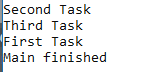 Second Task
Third Task
First Task
Main finished